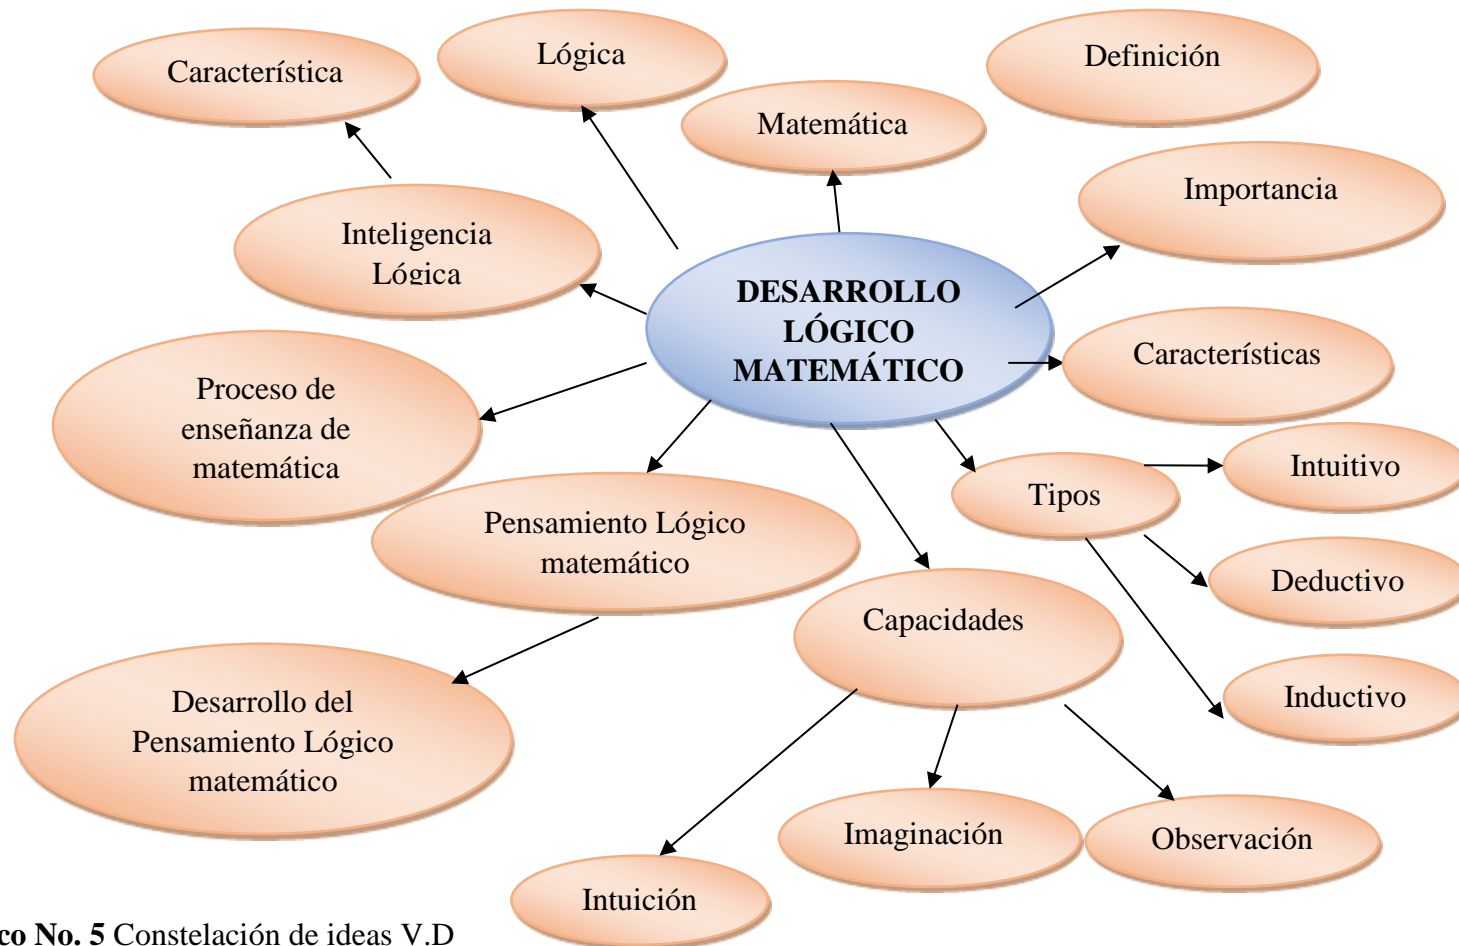 Característica
Lógica
Definición
Matemática
Importancia
Inteligencia
Lógica
DESARROLLO
LÓGICO
MATEMÁTICO
Características
Proceso de
enseñanza de
matemática
Intuitivo
Tipos
Pensamiento Lógico
matemático
Deductivo
Capacidades
Desarrollo del
Pensamiento Lógico
matemático
Inductivo
Imaginación
Observación
Intuición
co No. 5 Constelación de ideas V.D